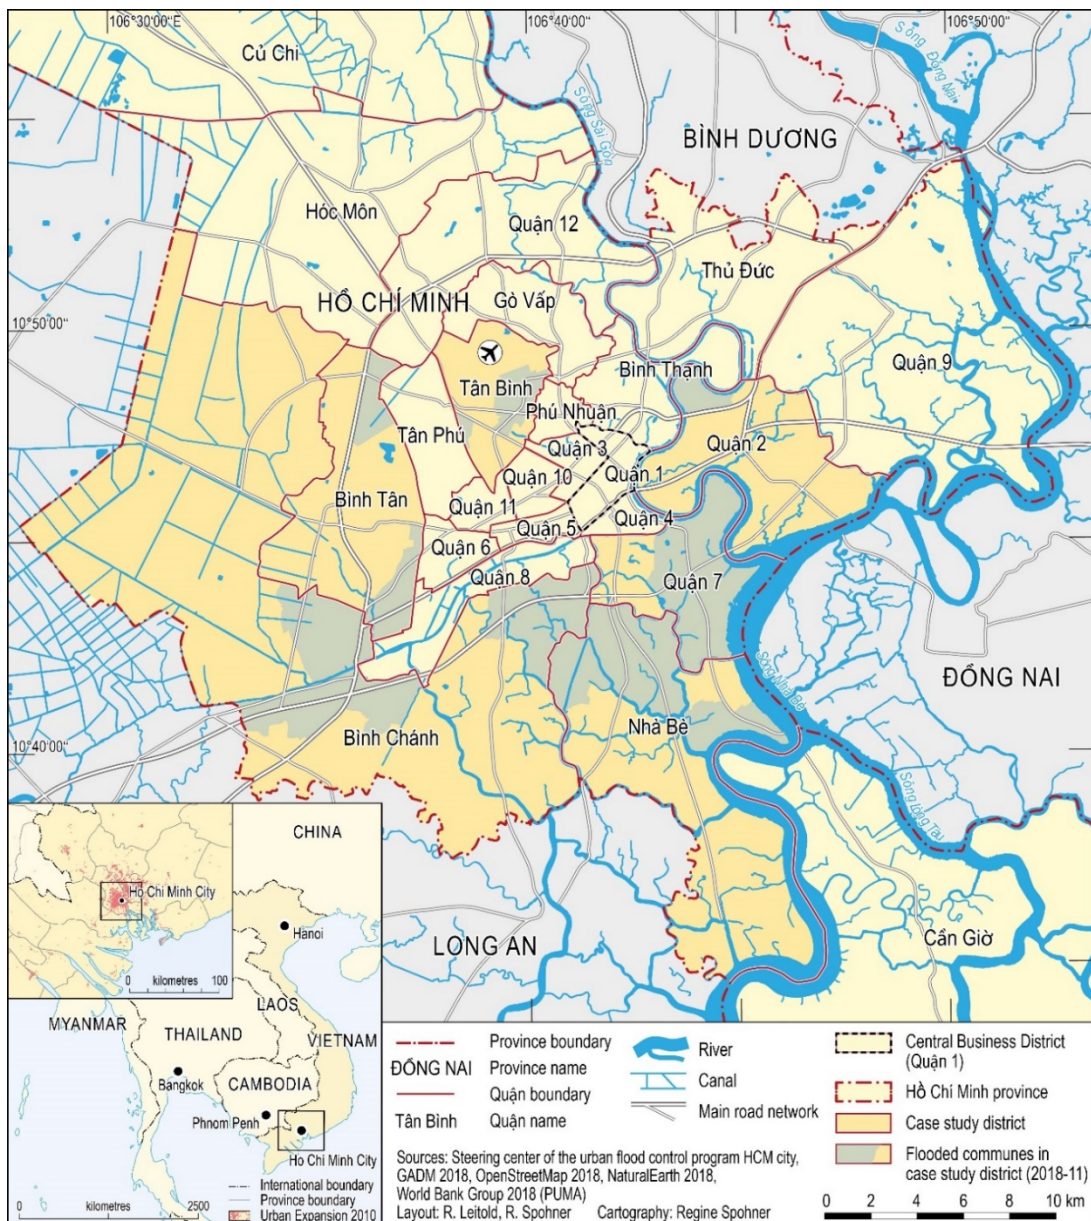 106°30'00"E
106°40'00"
106°50'00"
Củ Chi
Sông Đồng Nai
Sông Sài Gòn
BÌNH DƯƠNG
Hóc Môn
Quận 12
Thủ Đức
HỒ CHÍ MINH
Gò Vấp
10°50'00"
Bình Thạnh
Quận 9
Tân Bình
Phú Nhuận
Tân Phú
Quận 3
Quận 2
Quận 10
Quận 1
Bình Tân
Quận 11
Quận 4
Quận 5
Quận 6
Quận 8
Quận 7
ĐỒNG NAI
Sông Nhà Bè
Nhà Bè
10°40'00"
Bình Chánh
Sông Lòng Tàu
CHINA
Ho Chi Minh City
Hanoi
0 kilometres 100
LONG AN
Cần Giờ
LAOS
MYANMAR
THAILAND
VIETNAM
Bangkok
CAMBODIA
Phnom Penh
Ho Chi Minh City
International boundary
Province boundary
Urban Expansion 2010
0 kilometres 2500
Province boundary
ĐỒNG NAI Province name
Quận boundary
Tân Bình Quận name
River
Canal
Main road network
Central Business District
(Quận 1)
Hồ Chí Minh province
Case study district
Flooded communes in
case study district (2018-11)
Sources: Steering center of the urban flood control program HCM city,
GADM 2018, OpenStreetMap 2018, NaturalEarth 2018,
World Bank Group 2018 (PUMA)
Layout: R. Leitold, R. Spohner Cartography: Regine Spohner
0 2 4 6 8 10 km